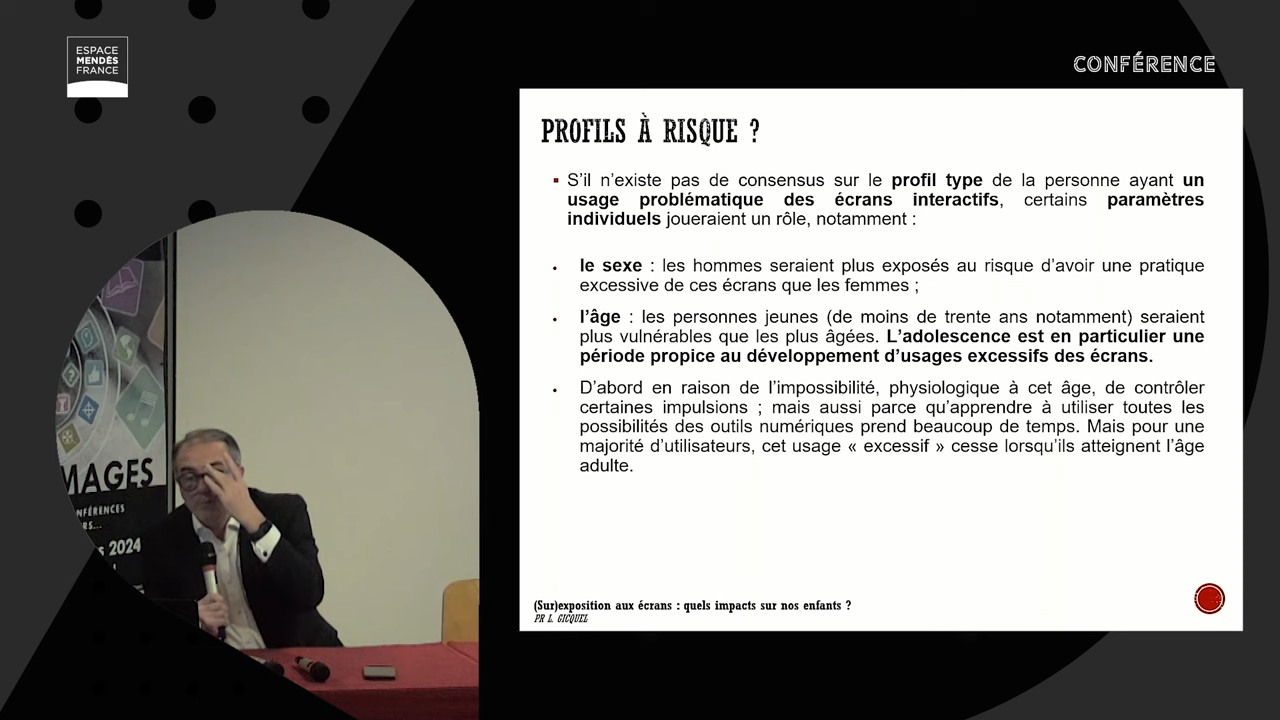 ESPACE
MENDÈS
FRANCE
CONFÉRENCE
PROFILS À RISQUE ?
S’il n’existe pas de consensus sur le profil type de la personne ayant un
usage problématique des écrans interactifs, certains paramètres
individuels joueraient un rôle, notamment :
le sexe : les hommes seraient plus exposés au risque d’avoir une pratique
excessive de ces écrans que les femmes ;
l’âge : les personnes jeunes (de moins de trente ans notamment) seraient
plus vulnérables que les plus âgées. L’adolescence est en particulier une
période propice au développement d’usages excessifs des écrans.
D’abord en raison de l’impossibilité, physiologique à cet âge, de contrôler
certaines impulsions ; mais aussi parce qu’apprendre à utiliser toutes les
possibilités des outils numériques prend beaucoup de temps. Mais pour une
majorité d’utilisateurs, cet usage « excessif » cesse lorsqu’ils atteignent l’âge
adulte.
(Sur)exposition aux écrans : quels impacts sur nos enfants ?
PR L. GICQUEL
MAGES
NFÉRENCES
RS...
s 2024